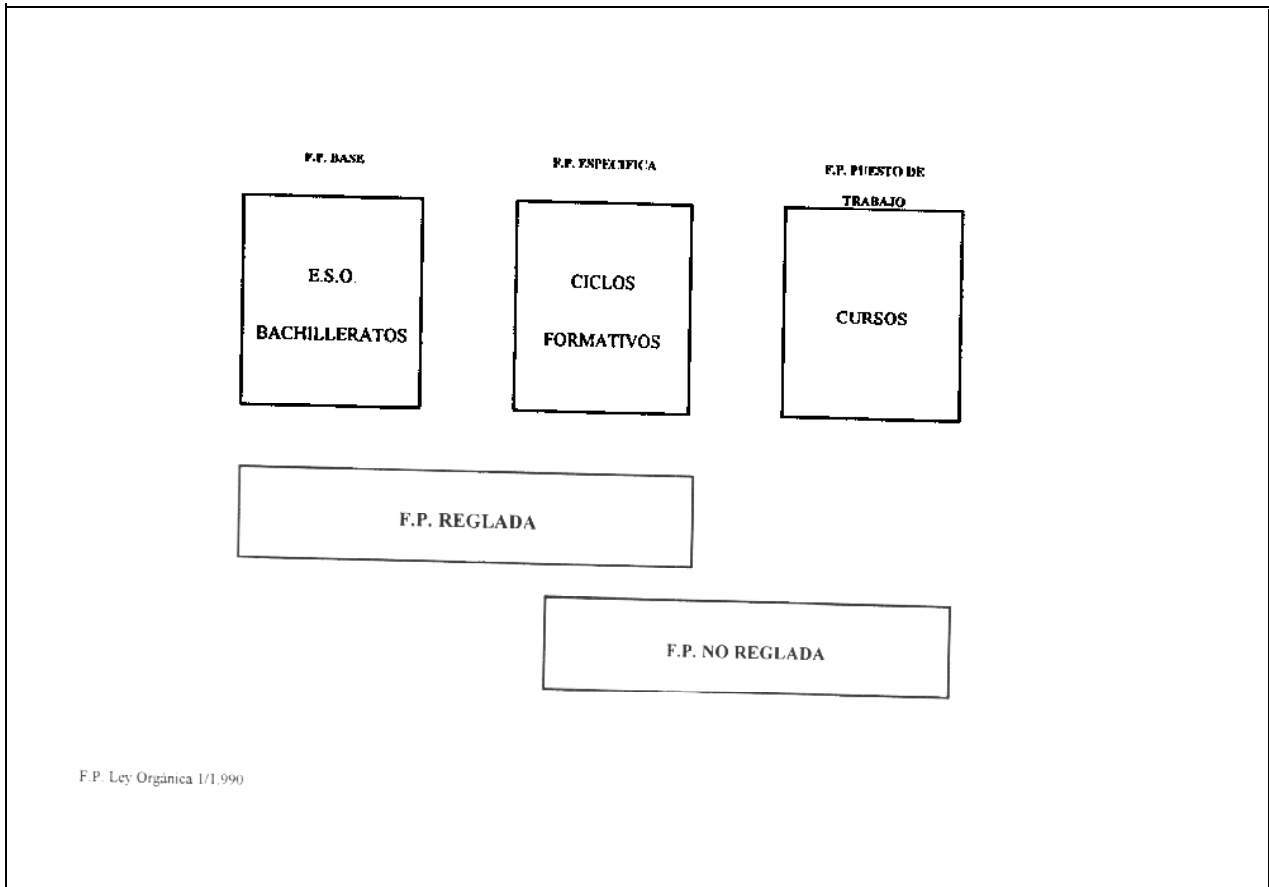 F.P. BASE
F.P. ESPECIFICA
F.P. PUESTO DE
TRABAJO
E.S.O.
BACHILLERATOS
CICLOS
FORMATIVOS
CURSOS
F.P. REGLADA
F.P. NO REGLADA
F.P. Ley Orgánica 1/1.990